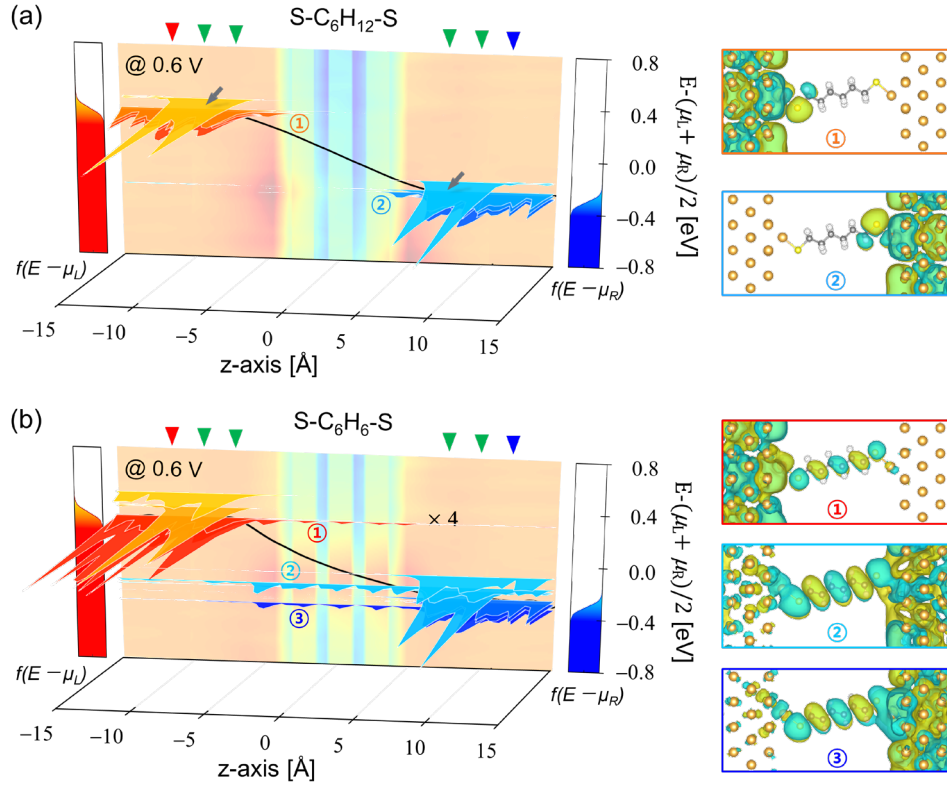 (a)
S-C₆H₁₂-S
@ 0.6 V
①
②
0.8
0.4
0.0
−0.4
−0.8
E-(μL + μR)/2 [eV]
f(E − μL)
f(E − μR)
−15
−10
−5
0
5
10
15
z-axis [Å]
①
②
(b)
S-C₆H₆-S
@ 0.6 V
①
× 4
②
③
0.8
0.4
0.0
−0.4
−0.8
E-(μL + μR)/2 [eV]
f(E − μL)
f(E − μR)
−15
−10
−5
0
5
10
15
z-axis [Å]
①
②
③